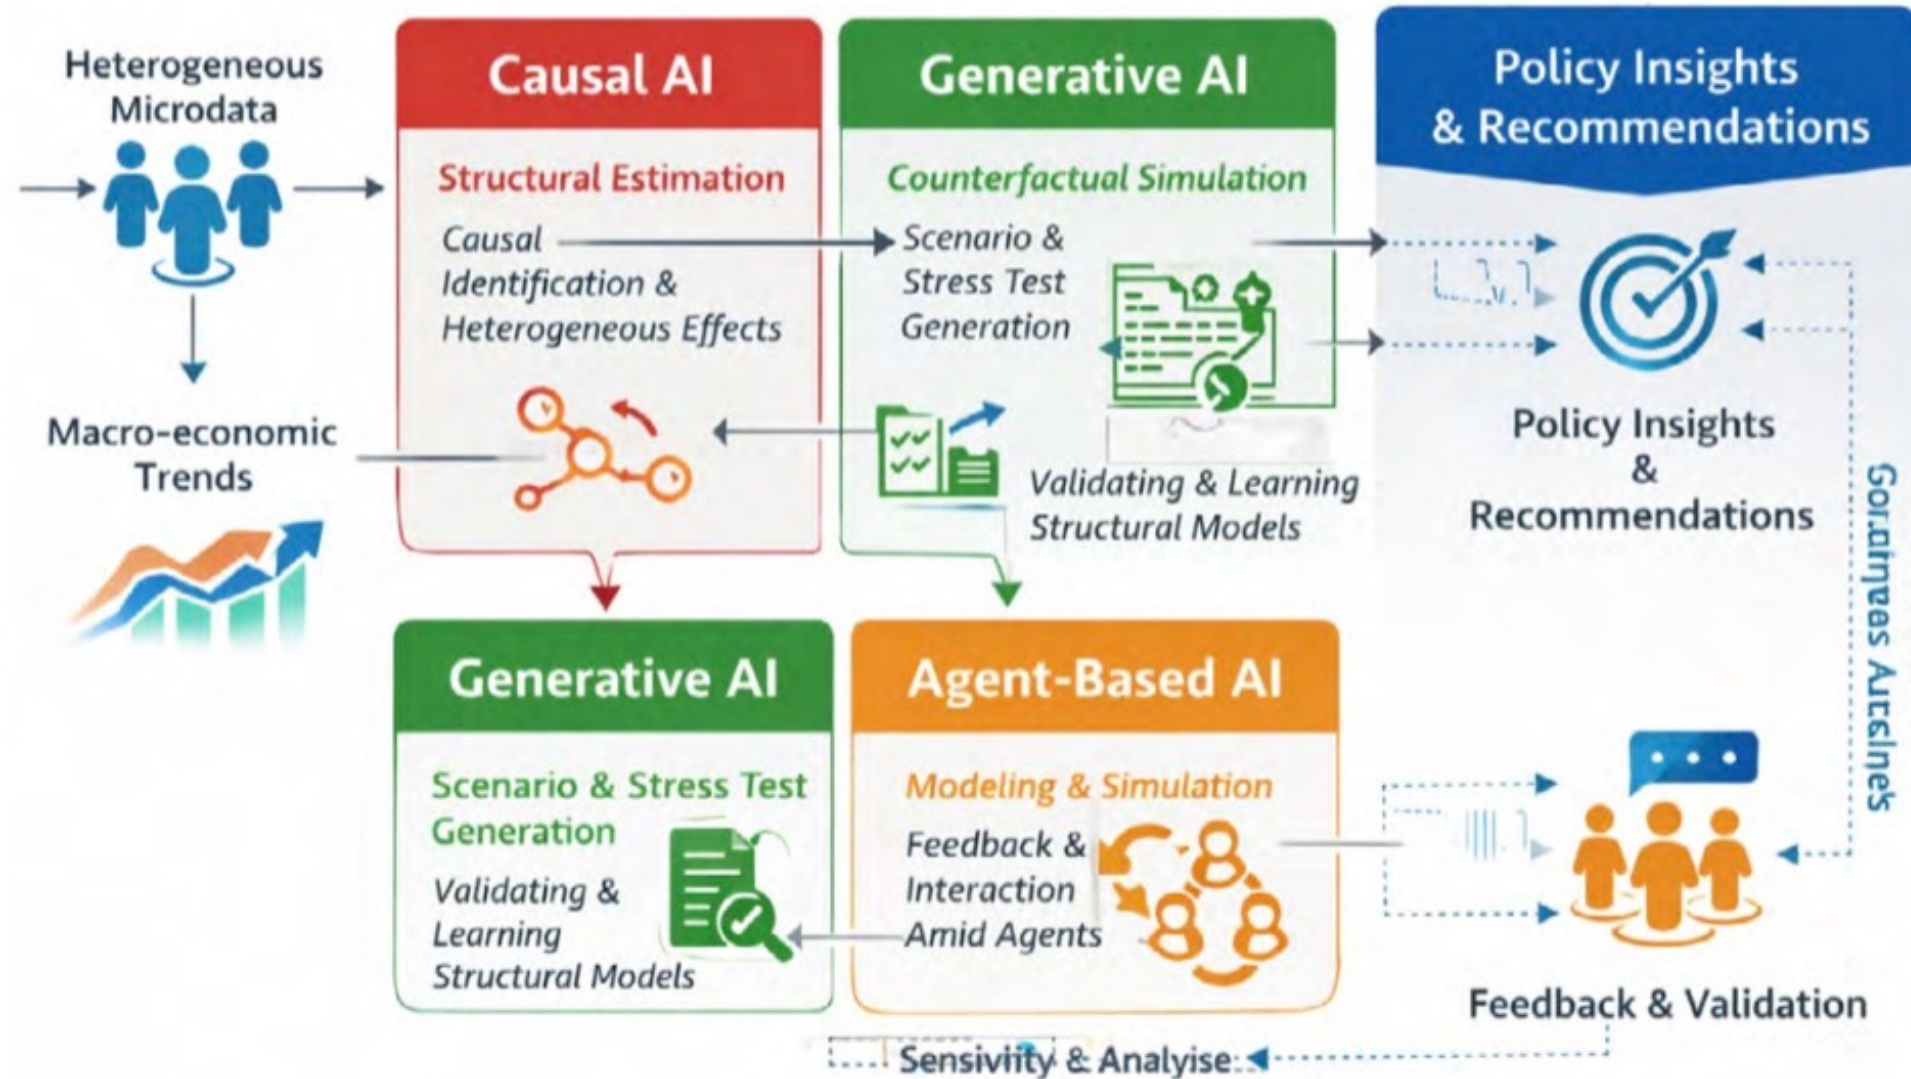 Heterogeneous
Microdata
Macro-economic
Trends
Causal AI
Structural Estimation
Causal
Identification &
Heterogeneous Effects
Generative AI
Counterfactual Simulation
Scenario &
Stress Test
Generation
Validating & Learning
Structural Models
Policy Insights
& Recommendations
Policy Insights
&
Recommendations
Generative AI
Scenario & Stress Test
Generation
Validating &
Learning
Structural Models
Agent-Based AI
Modeling & Simulation
Feedback &
Interaction
Amid Agents
Feedback & Validation
Sensiviity & Analyise